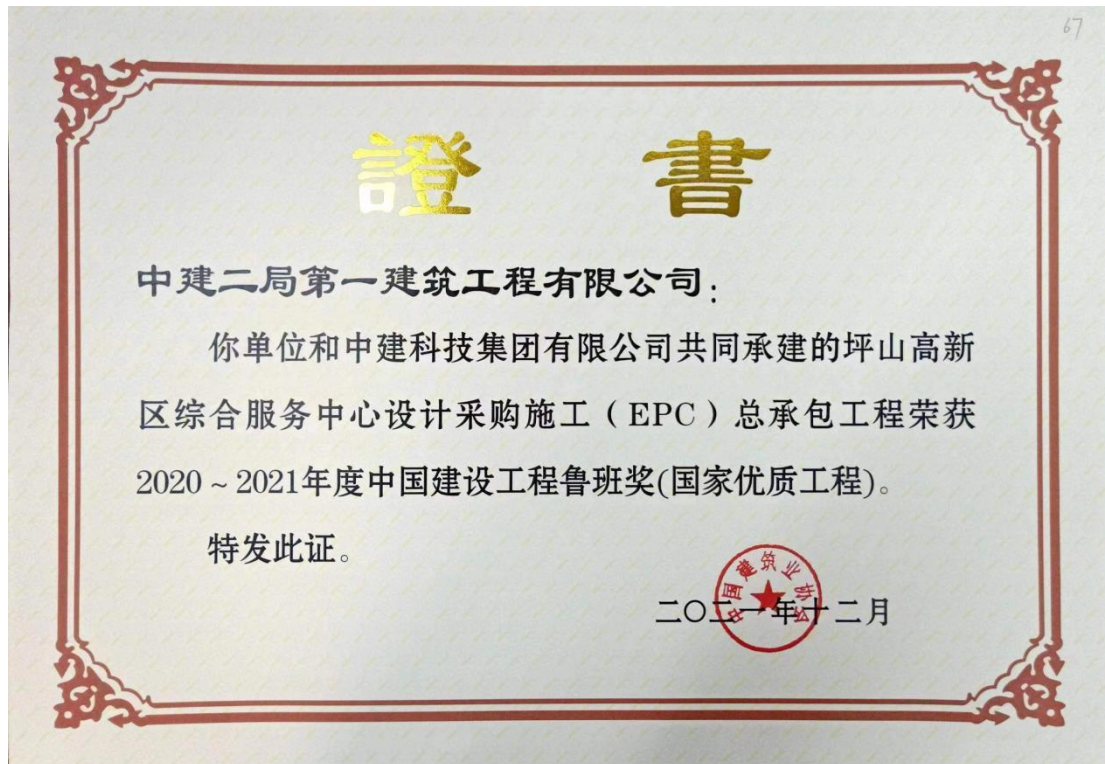 67
證 書
中建二局第一建筑工程有限公司：
你单位和中建科技集团有限公司共同承建的坪山高新
区综合服务中心设计采购施工（EPC）总承包工程荣获
2020～2021年度中国建设工程鲁班奖(国家优质工程)。
特发此证。
中国建筑业协会
二〇二一年十二月